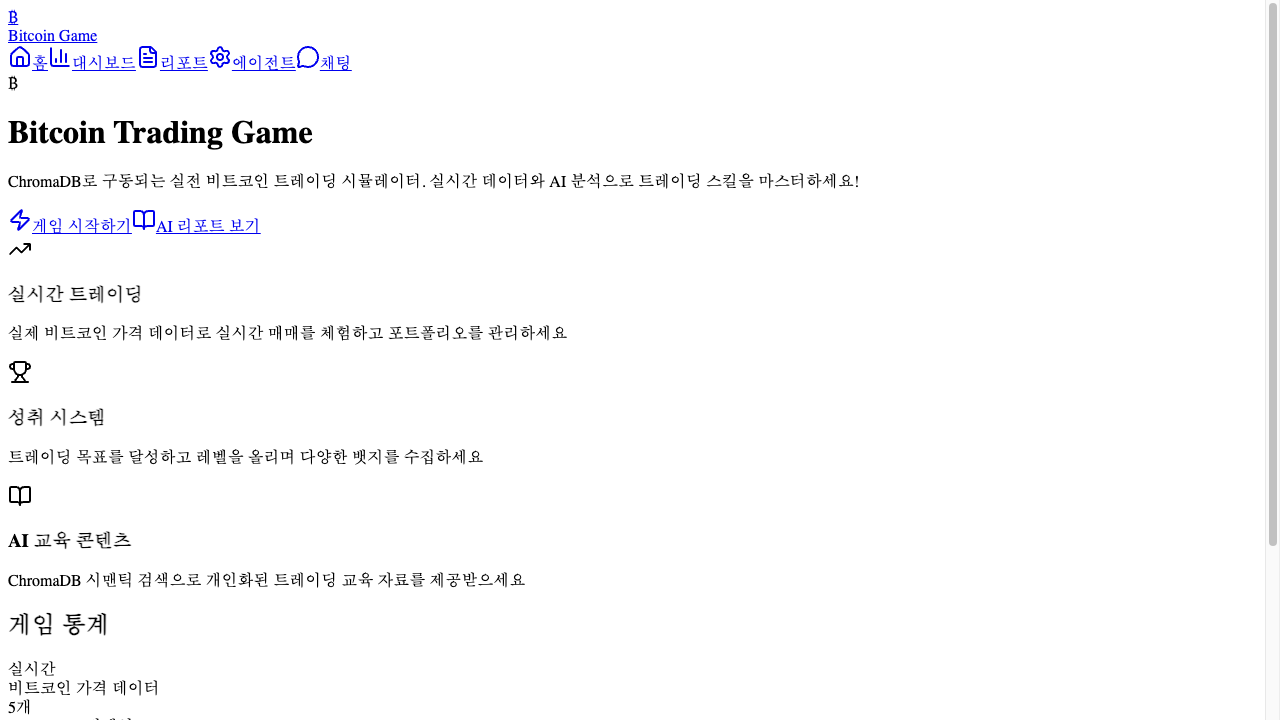 ₿
Bitcoin Game
홈 대시보드 리포트 에이전트 채팅
₿
Bitcoin Trading Game
ChromaDB로 구동되는 실전 비트코인 트레이딩 시뮬레이터. 실시간 데이터와 AI 분석으로 트레이딩 스킬을 마스터하세요!
게임 시작하기 AI 리포트 보기
실시간 트레이딩
실제 비트코인 가격 데이터로 실시간 매매를 체험하고 포트폴리오를 관리하세요
성취 시스템
트레이딩 목표를 달성하고 레벨을 올리며 다양한 뱃지를 수집하세요
AI 교육 콘텐츠
ChromaDB 시맨틱 검색으로 개인화된 트레이딩 교육 자료를 제공받으세요
게임 통계
실시간
비트코인 가격 데이터
5개